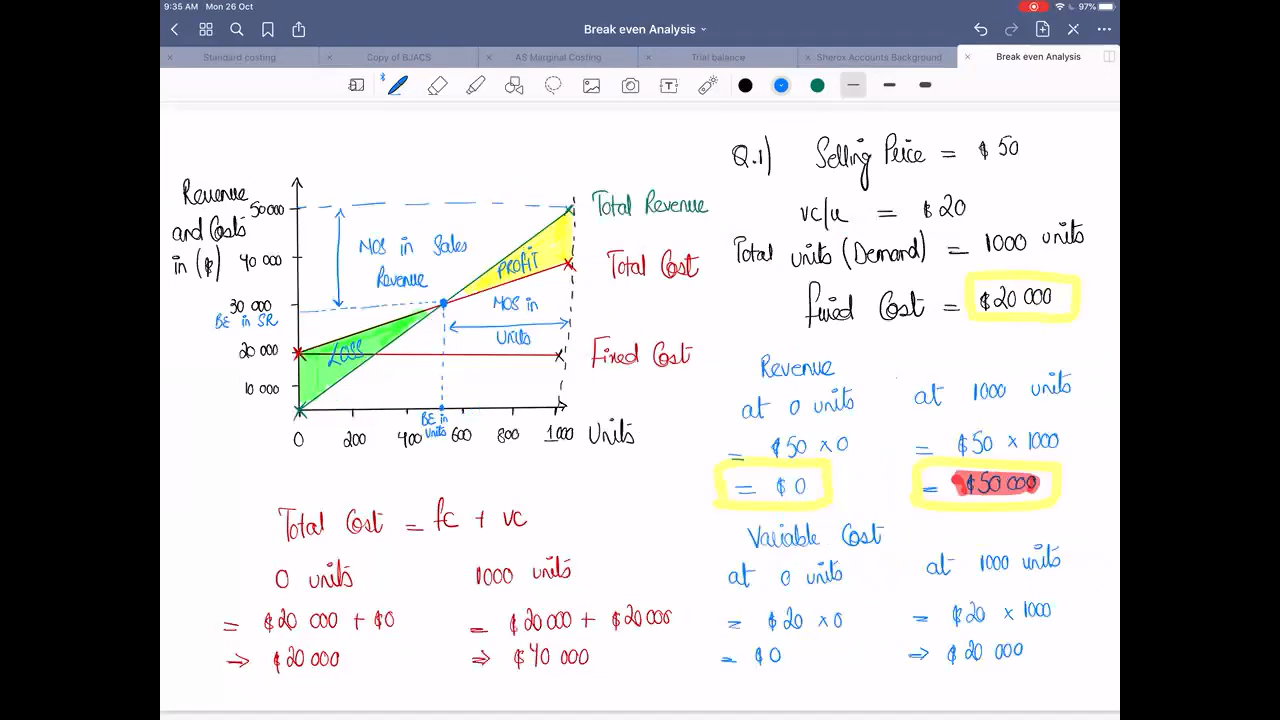 9:35 AM Mon 26 Oct
97%
Break even Analysis
Standard costing
Copy of BJACS
AS Marginal Costing
Trial balance
Sherox Accounts Background
Break even Analysis
Revenue
and Costs
in ($)
50 000
40 000
30 000
BE in SR
20 000
10 000
0
200
400
BE in
Units
600
800
1000
Units
MOS in Sales
Revenue
PROFIT
MOS in
Units
LOSS
Total Revenue
Total Cost
Fixed Cost
Q.1) Selling Price = $50
vc/u = $20
Total units (Demand) = 1000 units
Fixed Cost = $20 000
Revenue
at 0 units
= $50 x 0
= $0
at 1000 units
= $50 x 1000
= $50 000
Variable Cost
at 0 units
= $20 x 0
= $0
at 1000 units
= $20 x 1000
⇒ $20 000
Total Cost = fc + vc
0 units
= $20 000 + $0
⇒ $20 000
1000 units
= $20 000 + $20 000
⇒ $40 000